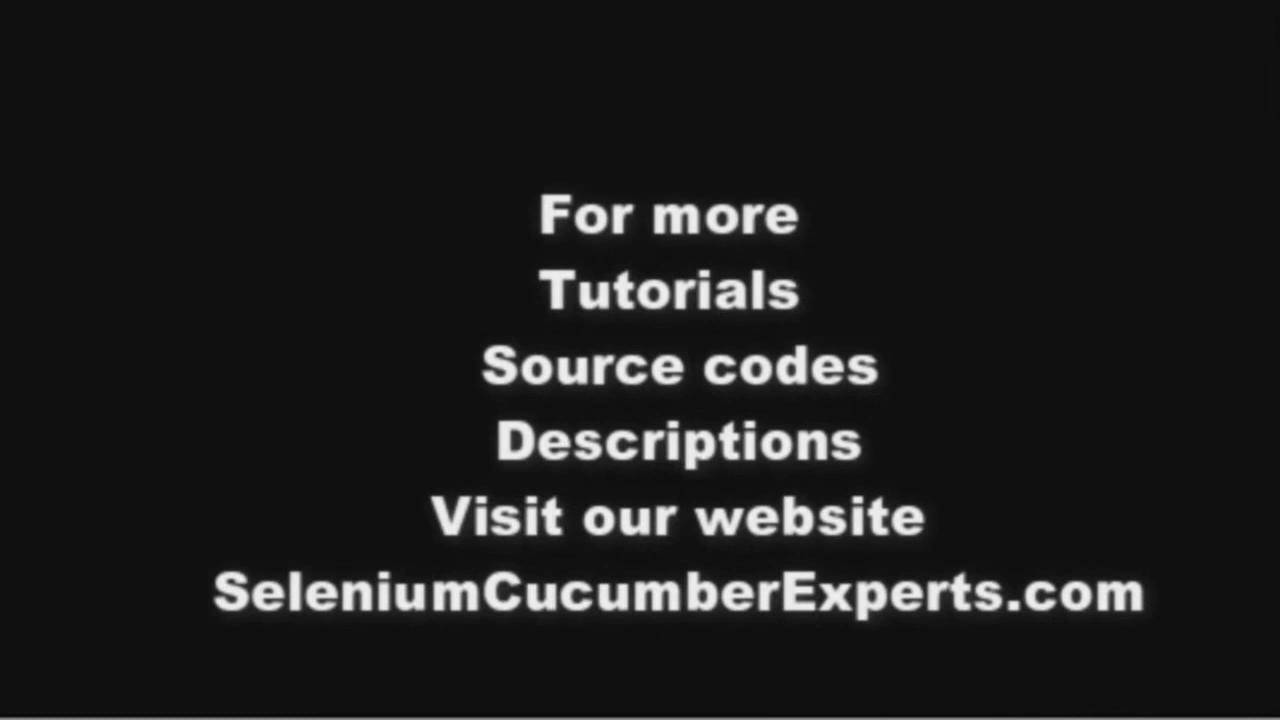 For more
Tutorials
Source codes
Descriptions
Visit our website
SeleniumCucumberExperts.com